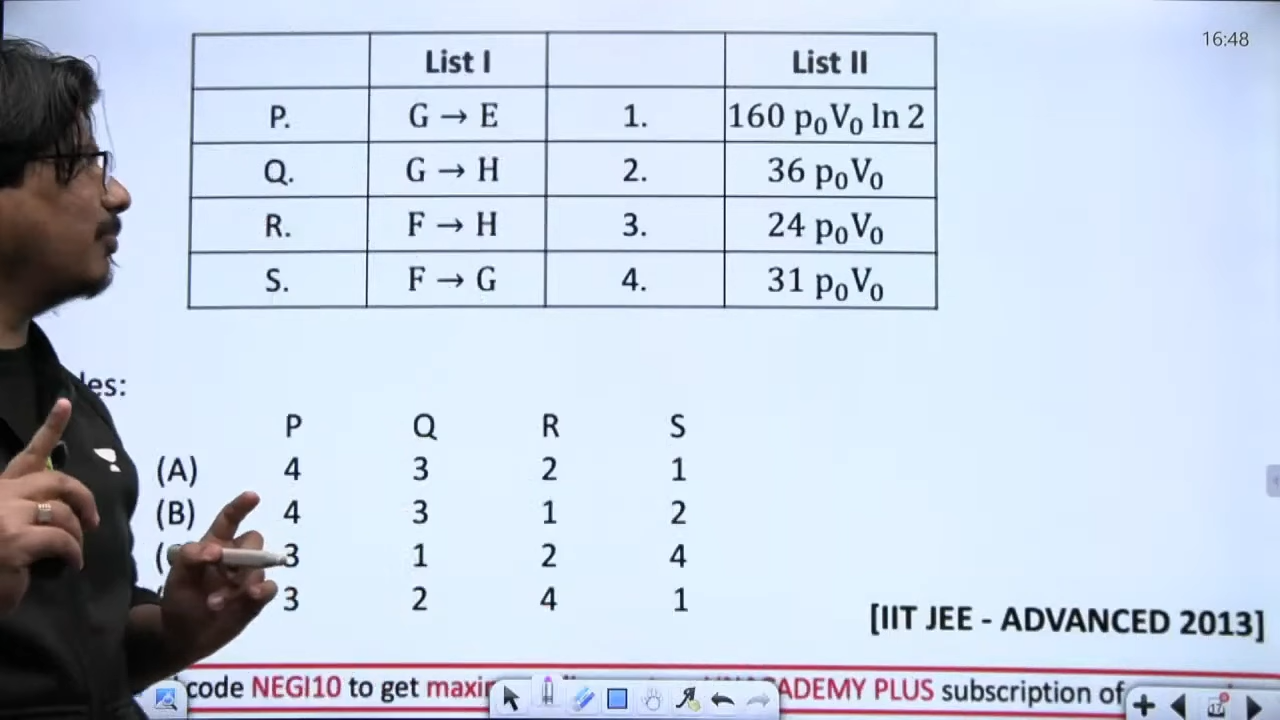 16:48
List I List II
P. G → E 1. 160 p₀V₀ ln 2
Q. G → H 2. 36 p₀V₀
R. F → H 3. 24 p₀V₀
S. F → G 4. 31 p₀V₀
P Q R S
(A) 4 3 2 1
(B) 4 3 1 2
3 1 2 4
3 2 4 1
[IIT JEE - ADVANCED 2013]
code NEGI10 to get PLUS subscription of